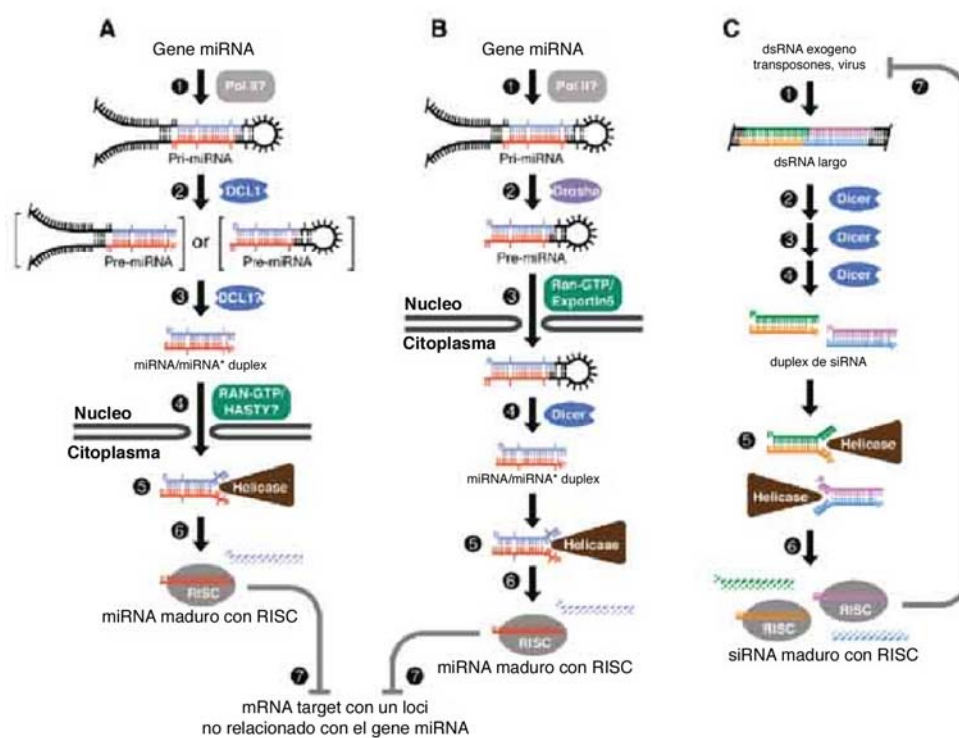 A
Gene miRNA
1
Pol II?
Pri-miRNA
2
DCL1
Pre-miRNA
or
Pre-miRNA
3
DCL1?
miRNA/miRNA* duplex
4
RAN-GTP/
HASTY?
Nucleo
Citoplasma
5
Helicase
6
RISC
miRNA maduro con RISC
7
B
Gene miRNA
1
Pol II?
Pri-miRNA
2
Drosha
Pre-miRNA
3
Ran-GTP/
Exportin5
Nucleo
Citoplasma
4
Dicer
miRNA/miRNA* duplex
5
Helicase
6
RISC
miRNA maduro con RISC
7
mRNA target con un loci
no relacionado con el gene miRNA
C
dsRNA exogeno
transposones, virus
7
1
dsRNA largo
2
Dicer
3
Dicer
4
Dicer
duplex de siRNA
5
Helicase
Helicase
6
RISC
RISC
siRNA maduro con RISC